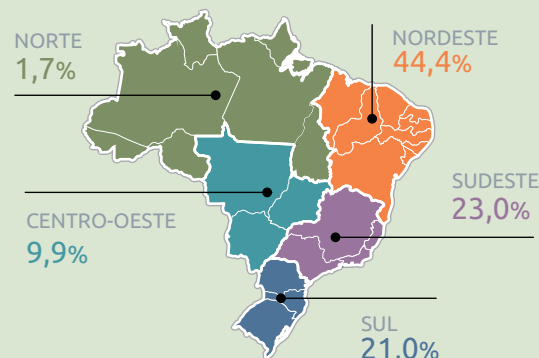 NORTE
1,7%
NORDESTE
44,4%
CENTRO-OESTE
9,9%
SUDESTE
23,0%
SUL
21,0%